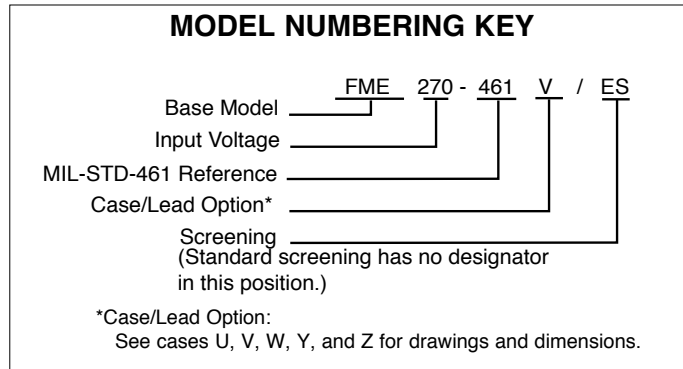 MODEL NUMBERING KEY
FME 270 - 461 V / ES
Base Model
Input Voltage
MIL-STD-461 Reference
Case/Lead Option*
Screening
(Standard screening has no designator
in this position.)
*Case/Lead Option:
See cases U, V, W, Y, and Z for drawings and dimensions.